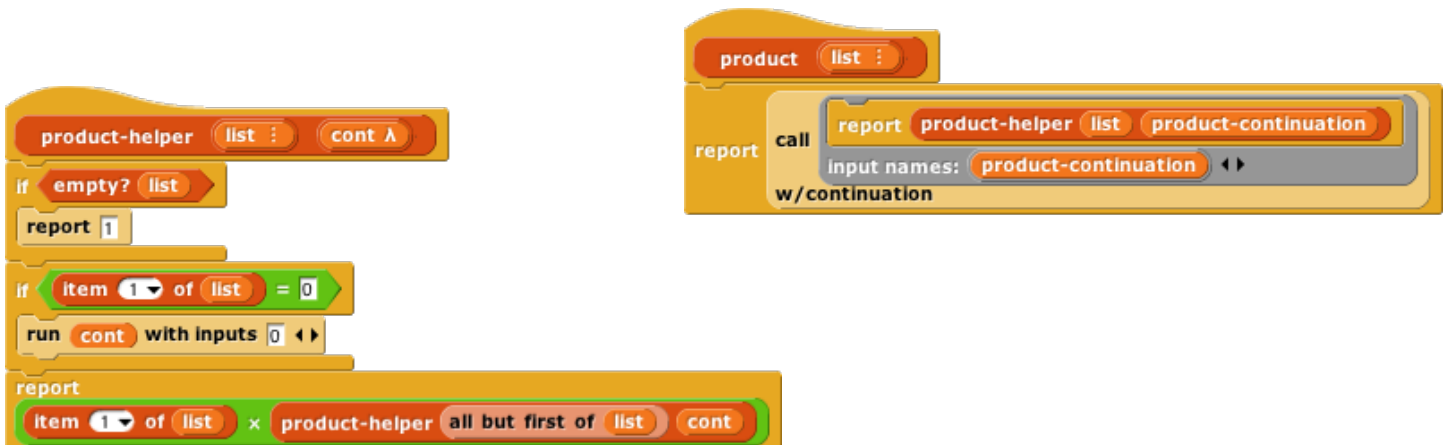 product-helper list ⋮ cont λ
if empty? list
report 1
if item 1 of list = 0
run cont with inputs 0
report
item 1 of list × product-helper all but first of list cont
product list ⋮
report call report product-helper list product-continuation
input names: product-continuation
w/continuation